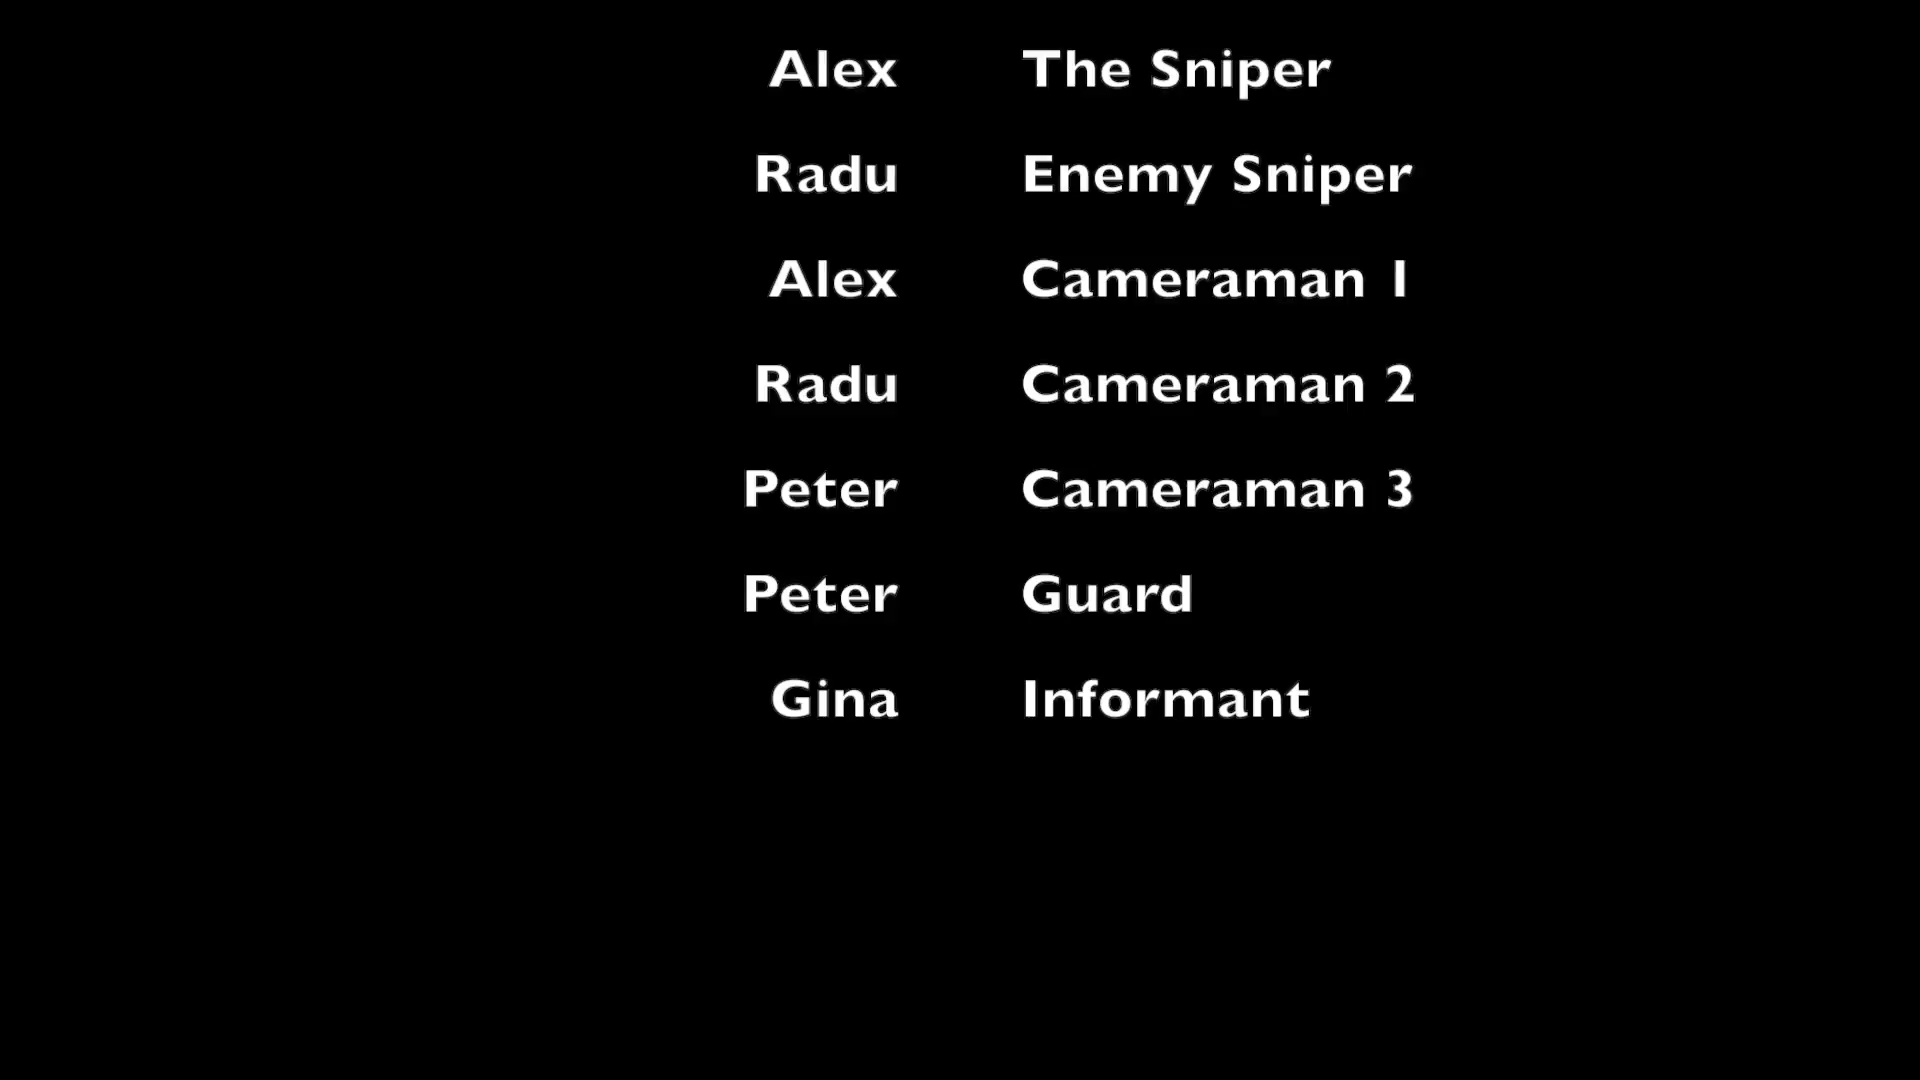 Alex The Sniper
Radu Enemy Sniper
Alex Cameraman 1
Radu Cameraman 2
Peter Cameraman 3
Peter Guard
Gina Informant